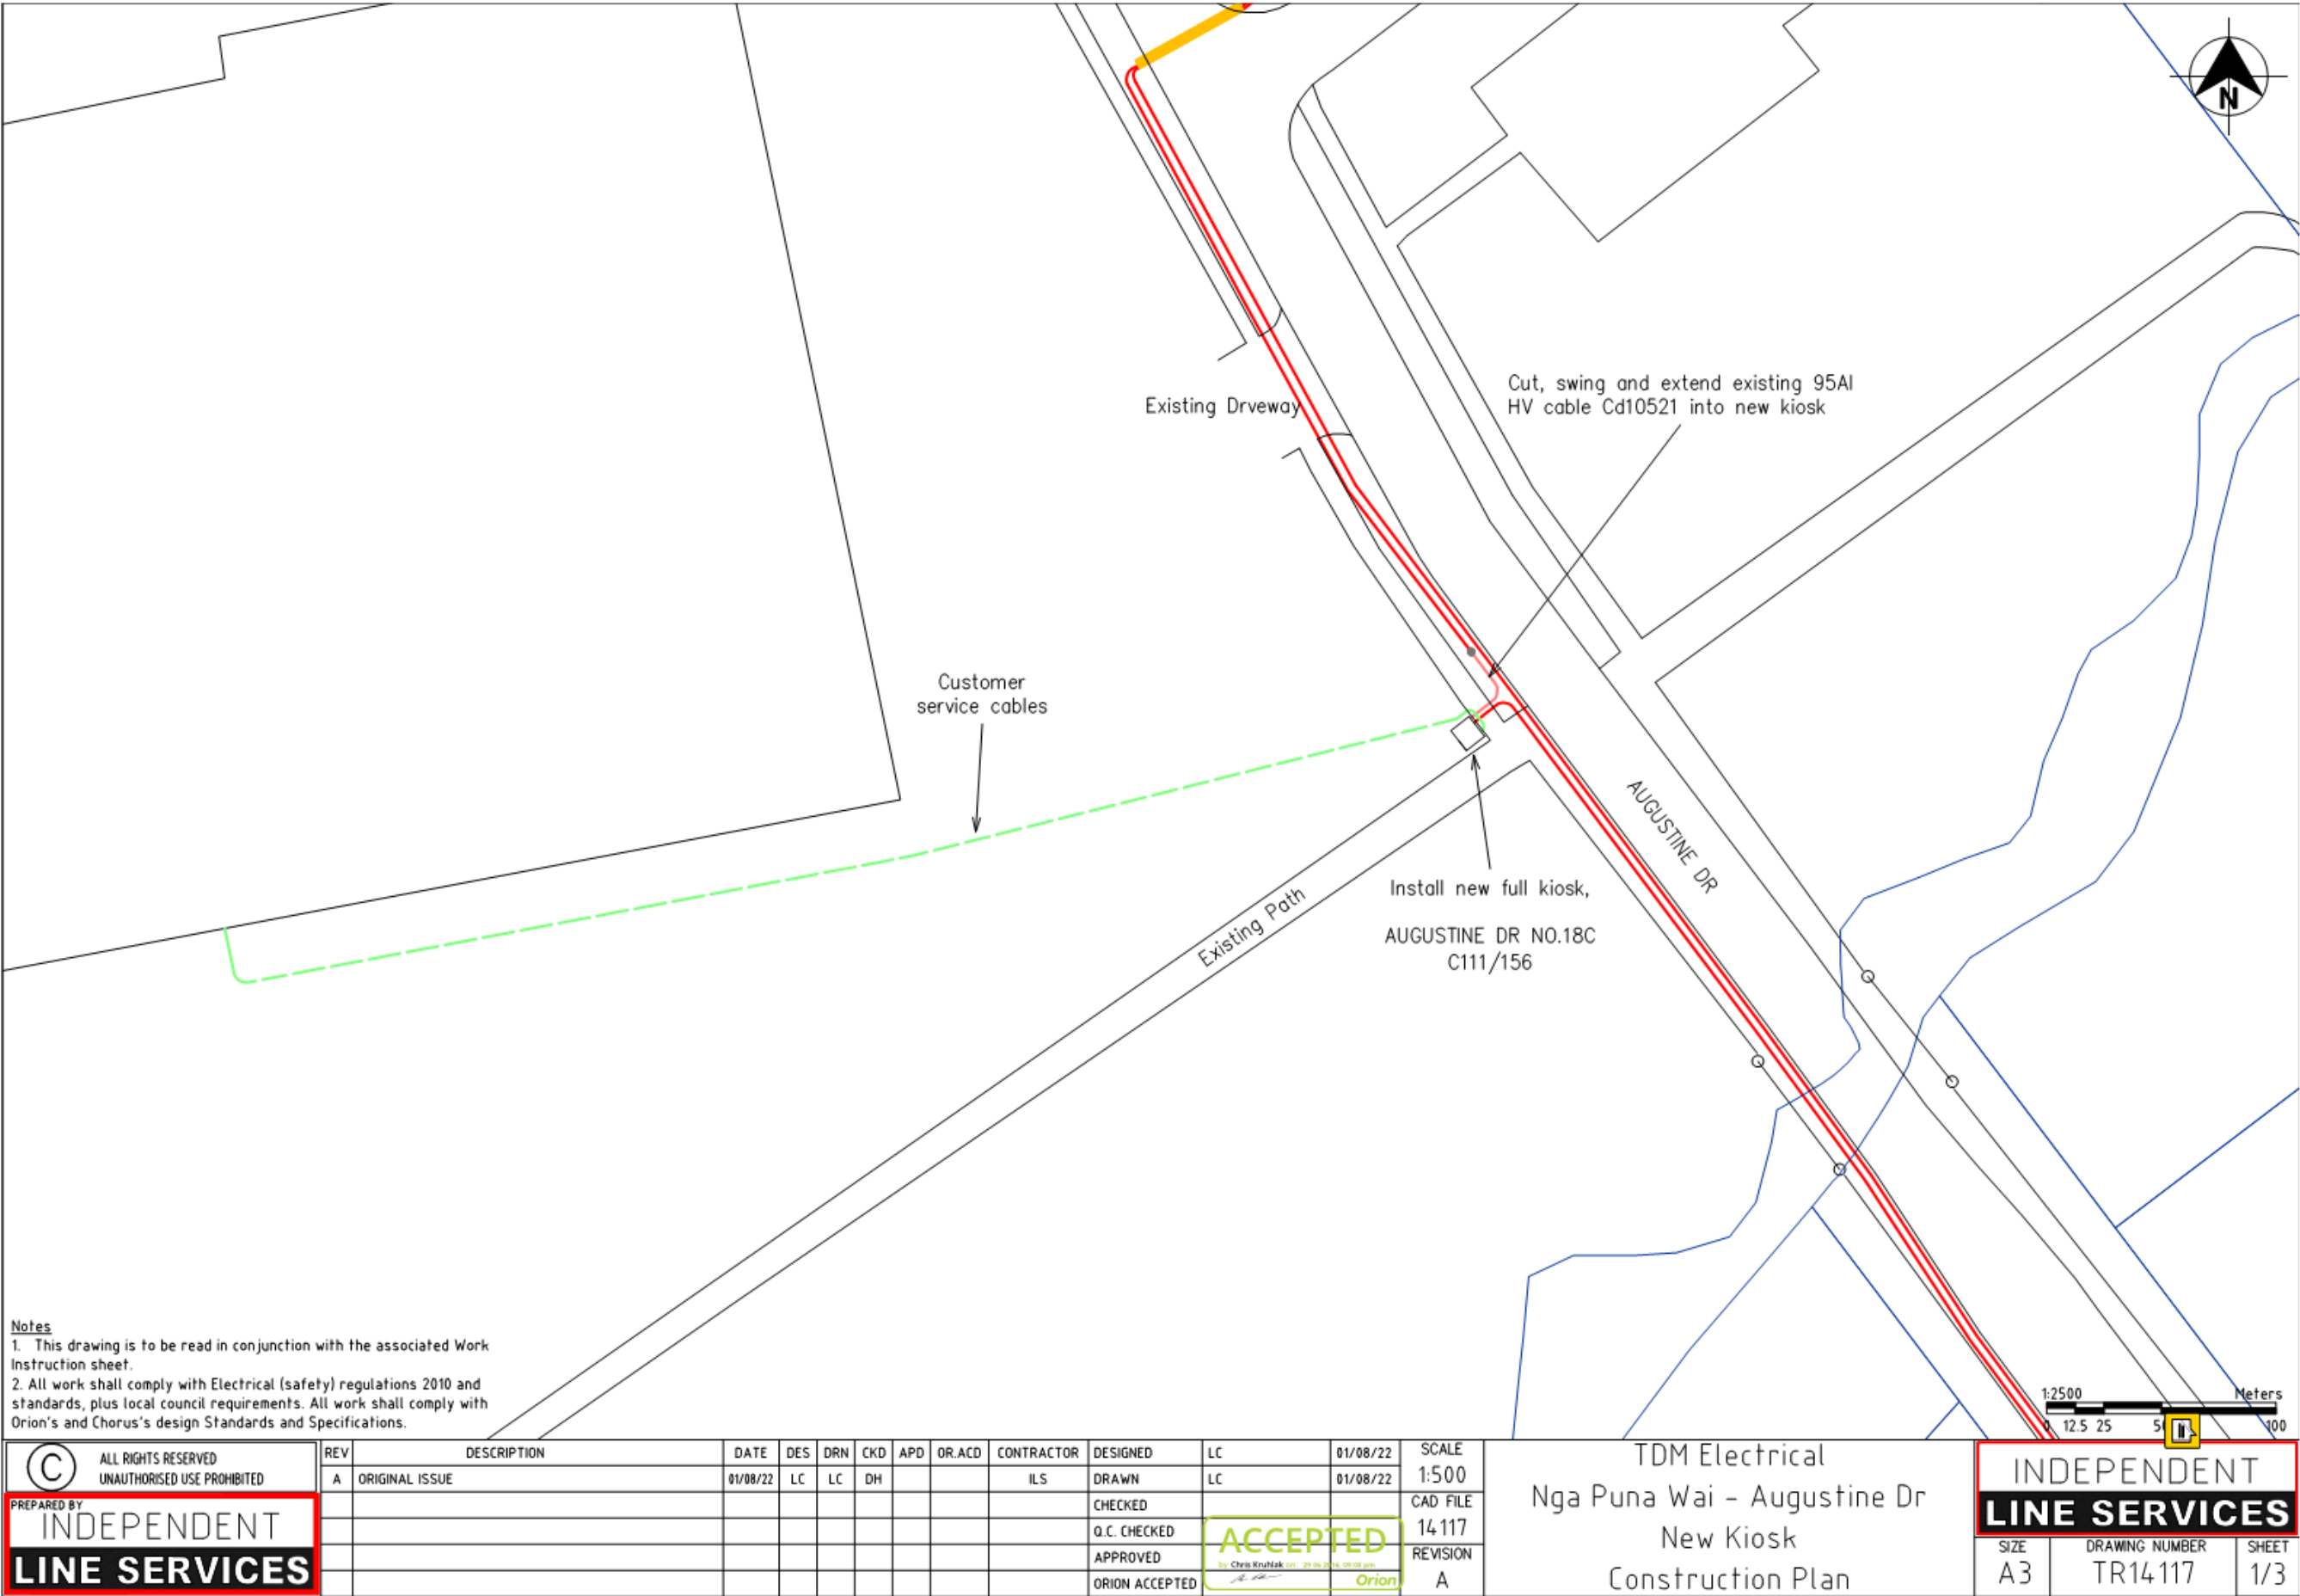 N
Cut, swing and extend existing 95Al
HV cable Cd10521 into new kiosk
Existing Drveway
Customer
service cables
AUGUSTINE DR
Install new full kiosk,
AUGUSTINE DR NO.18C
C111/156
Existing Path
Notes
1. This drawing is to be read in conjunction with the associated Work
Instruction sheet.
2. All work shall comply with Electrical (safety) regulations 2010 and
standards, plus local council requirements. All work shall comply with
Orion's and Chorus's design Standards and Specifications.
1:2500 Meters
0 12.5 25 100
C
ALL RIGHTS RESERVED
UNAUTHORISED USE PROHIBITED
PREPARED BY
INDEPENDENT
LINE SERVICES
REV DESCRIPTION DATE DES DRN CKD APD OR.ACD CONTRACTOR
A ORIGINAL ISSUE 01/08/22 LC LC DH ILS
DESIGNED LC 01/08/22
DRAWN LC 01/08/22
CHECKED
Q.C. CHECKED
APPROVED
ORION ACCEPTED
ACCEPTED
by Chris Kruhlak on:
Orion
SCALE
1:500
CAD FILE
14117
REVISION
A
TDM Electrical
Nga Puna Wai - Augustine Dr
New Kiosk
Construction Plan
INDEPENDENT
LINE SERVICES
SIZE
A3
DRAWING NUMBER
TR14117
SHEET
1/3